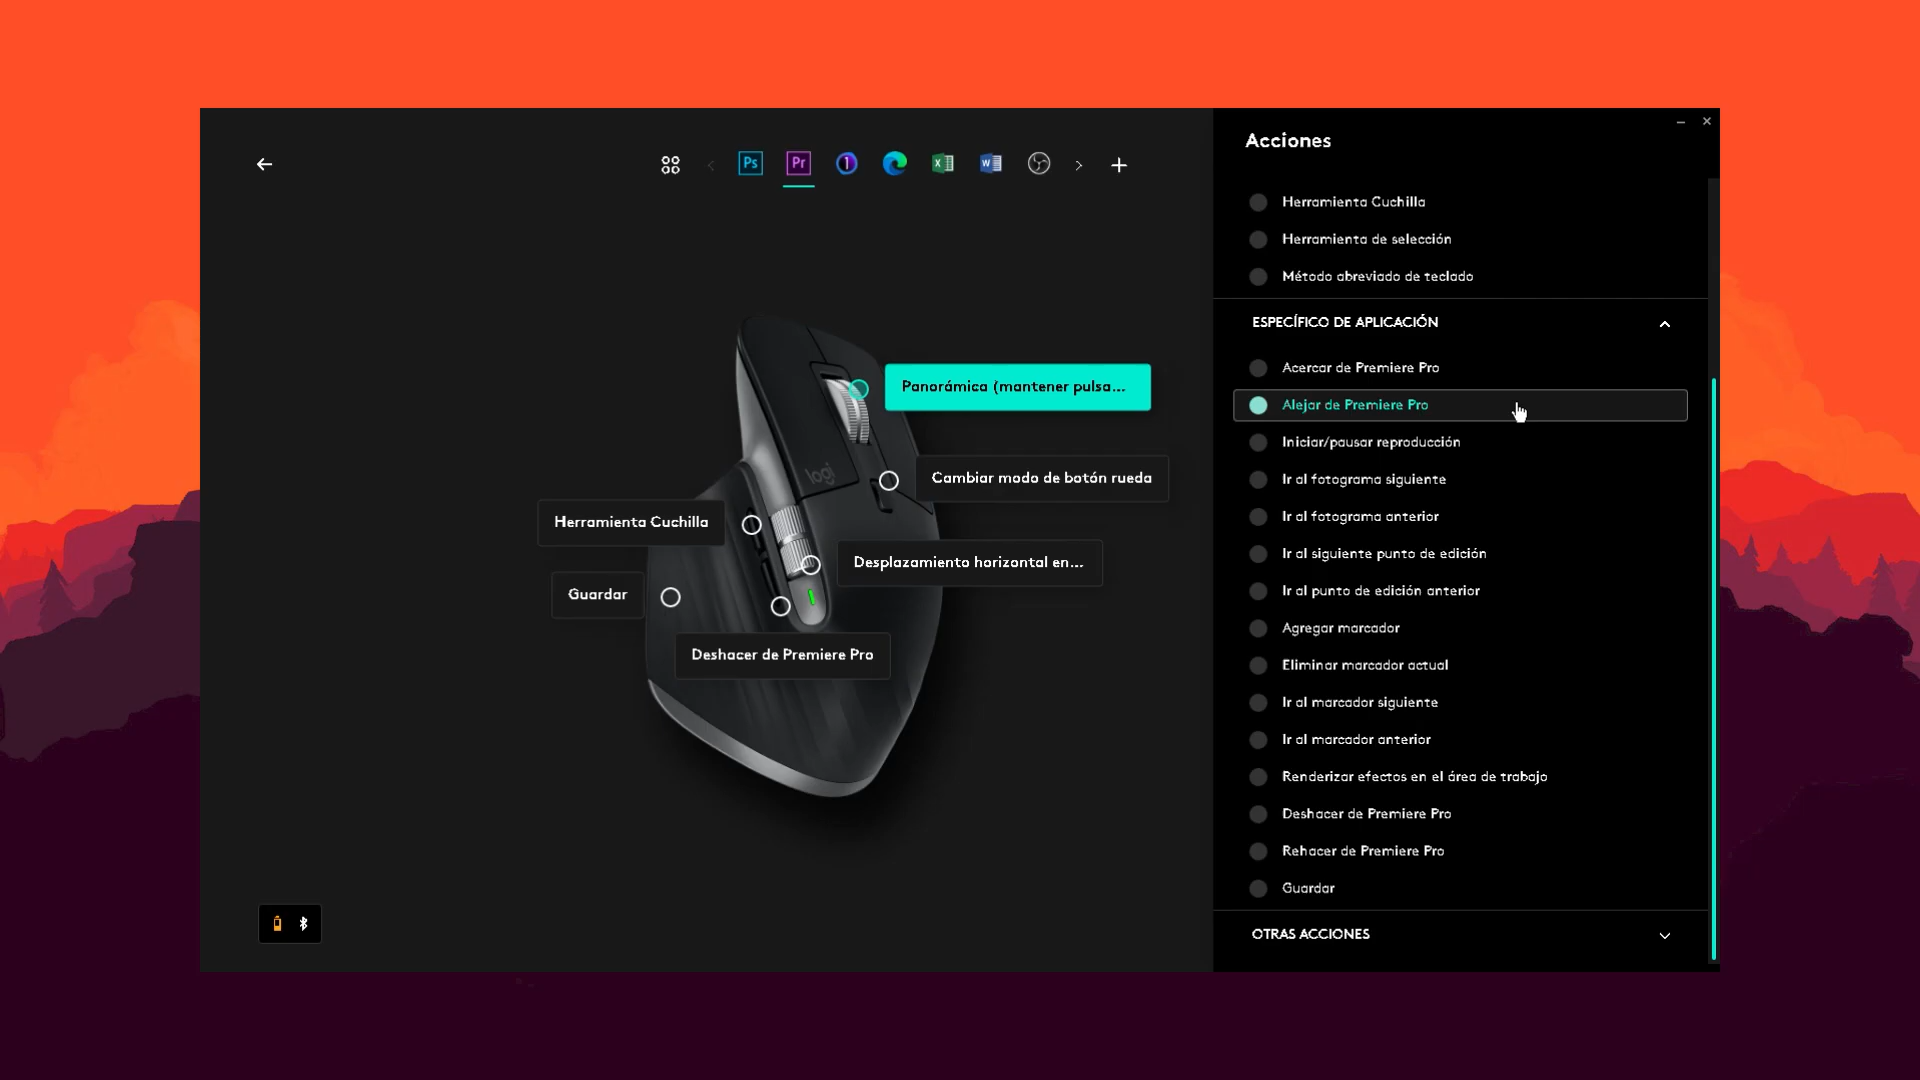 Acciones
Ps
Pr
1
X
W
Herramienta Cuchilla
Herramienta de selección
Método abreviado de teclado
ESPECÍFICO DE APLICACIÓN
Acercar de Premiere Pro
Alejar de Premiere Pro
Iniciar/pausar reproducción
Ir al fotograma siguiente
Ir al fotograma anterior
Ir al siguiente punto de edición
Ir al punto de edición anterior
Agregar marcador
Eliminar marcador actual
Ir al marcador siguiente
Ir al marcador anterior
Renderizar efectos en el área de trabajo
Deshacer de Premiere Pro
Rehacer de Premiere Pro
Guardar
OTRAS ACCIONES
Panorámica (mantener pulsa...
logi
Cambiar modo de botón rueda
Herramienta Cuchilla
Desplazamiento horizontal en...
Guardar
Deshacer de Premiere Pro